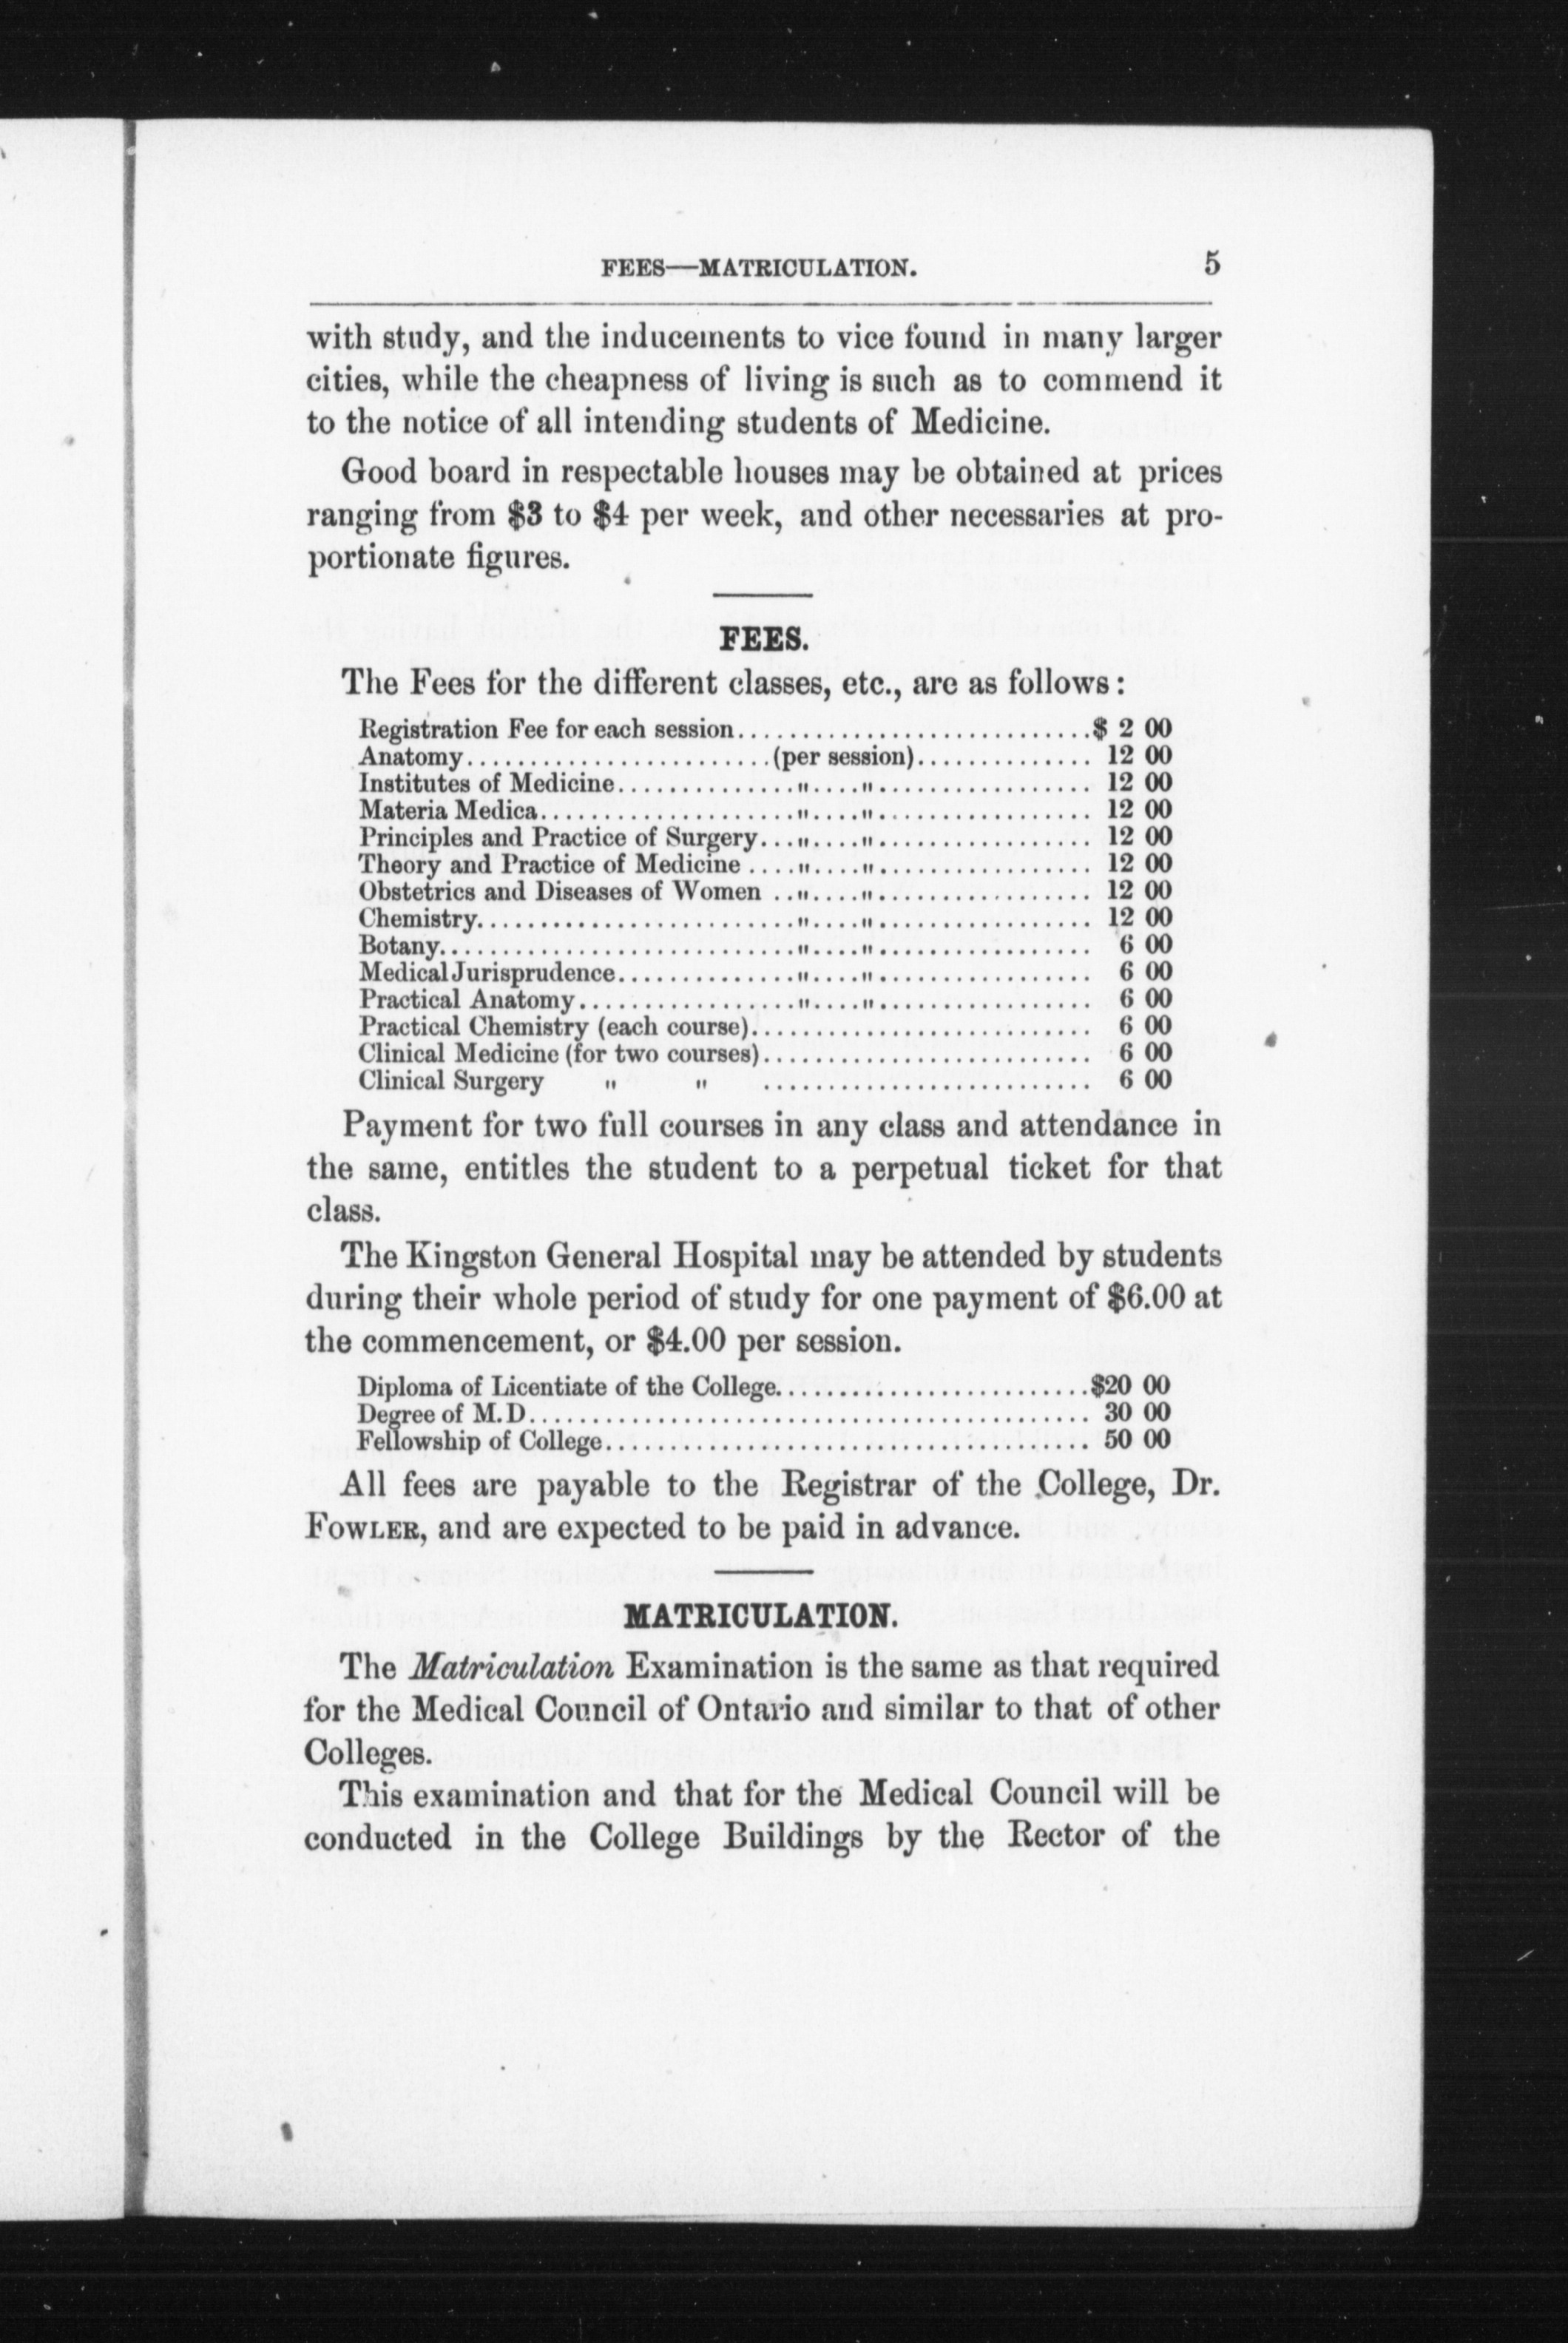 FEES—MATRICULATION. 5
with study, and the inducements to vice found in many larger
cities, while the cheapness of living is such as to commend it
to the notice of all intending students of Medicine.
Good board in respectable houses may be obtained at prices
ranging from $3 to $4 per week, and other necessaries at pro-
portionate figures.
FEES.
The Fees for the different classes, etc., are as follows:
Registration Fee for each session............................$ 2 00
Anatomy........................(per session).............. 12 00
Institutes of Medicine.............."...."................. 12 00
Materia Medica...................."...."................. 12 00
Principles and Practice of Surgery..."...."................. 12 00
Theory and Practice of Medicine ...."...."................. 12 00
Obstetrics and Diseases of Women .."...."................. 12 00
Chemistry........................."...."................. 12 00
Botany............................"....".................. 6 00
Medical Jurisprudence.............."....".................. 6 00
Practical Anatomy................."....".................. 6 00
Practical Chemistry (each course)........................... 6 00
Clinical Medicine (for two courses).......................... 6 00
Clinical Surgery " " .......................... 6 00
Payment for two full courses in any class and attendance in
the same, entitles the student to a perpetual ticket for that
class.
The Kingston General Hospital may be attended by students
during their whole period of study for one payment of $6.00 at
the commencement, or $4.00 per session.
Diploma of Licentiate of the College.........................$20 00
Degree of M.D............................................ 30 00
Fellowship of College...................................... 50 00
All fees are payable to the Registrar of the College, Dr.
FOWLER, and are expected to be paid in advance.
MATRICULATION.
The Matriculation Examination is the same as that required
for the Medical Council of Ontario and similar to that of other
Colleges.
This examination and that for the Medical Council will be
conducted in the College Buildings by the Rector of the